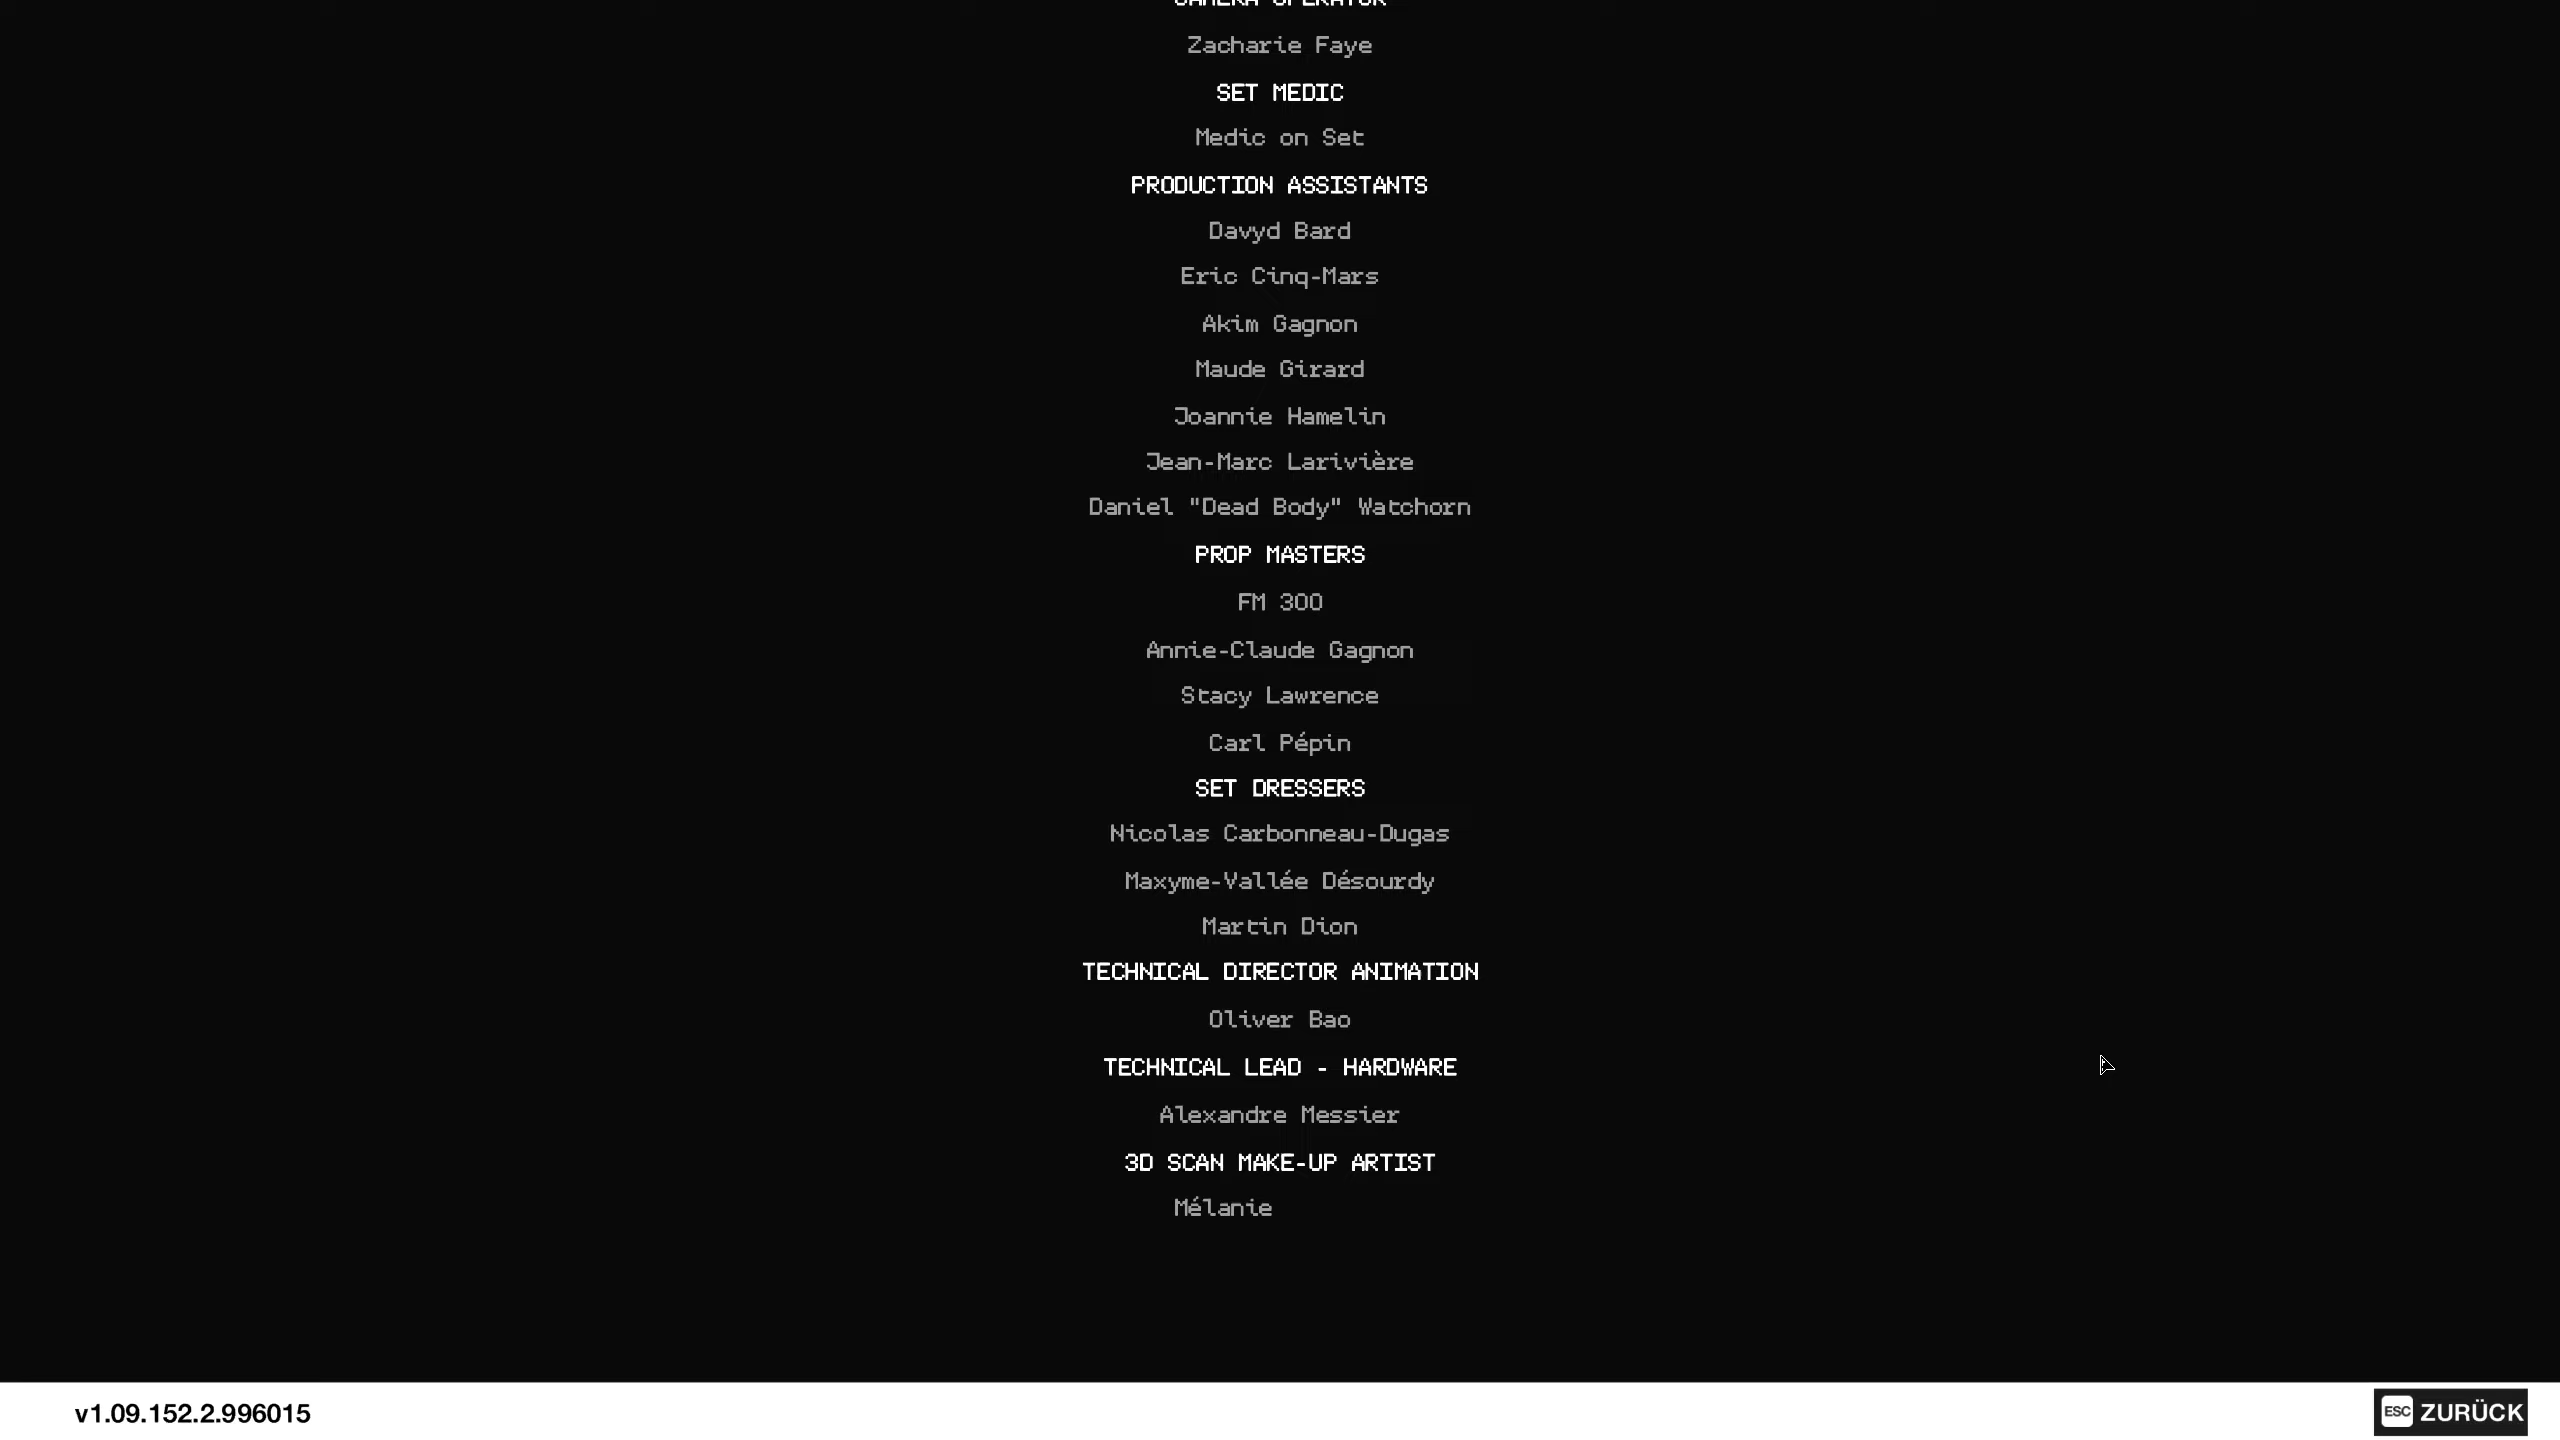 CAMERA OPERATOR
Zacharie Faye
SET MEDIC
Medic on Set
PRODUCTION ASSISTANTS
Davyd Bard
Eric Cinq-Mars
Akim Gagnon
Maude Girard
Joannie Hamelin
Jean-Marc Larivière
Daniel "Dead Body" Watchorn
PROP MASTERS
FM 300
Annie-Claude Gagnon
Stacy Lawrence
Carl Pépin
SET DRESSERS
Nicolas Carbonneau-Dugas
Maxyme-Vallée Désourdy
Martin Dion
TECHNICAL DIRECTOR ANIMATION
Oliver Bao
TECHNICAL LEAD - HARDWARE
Alexandre Messier
3D SCAN MAKE-UP ARTIST
Mélanie
v1.09.152.2.996015
ESC ZURÜCK